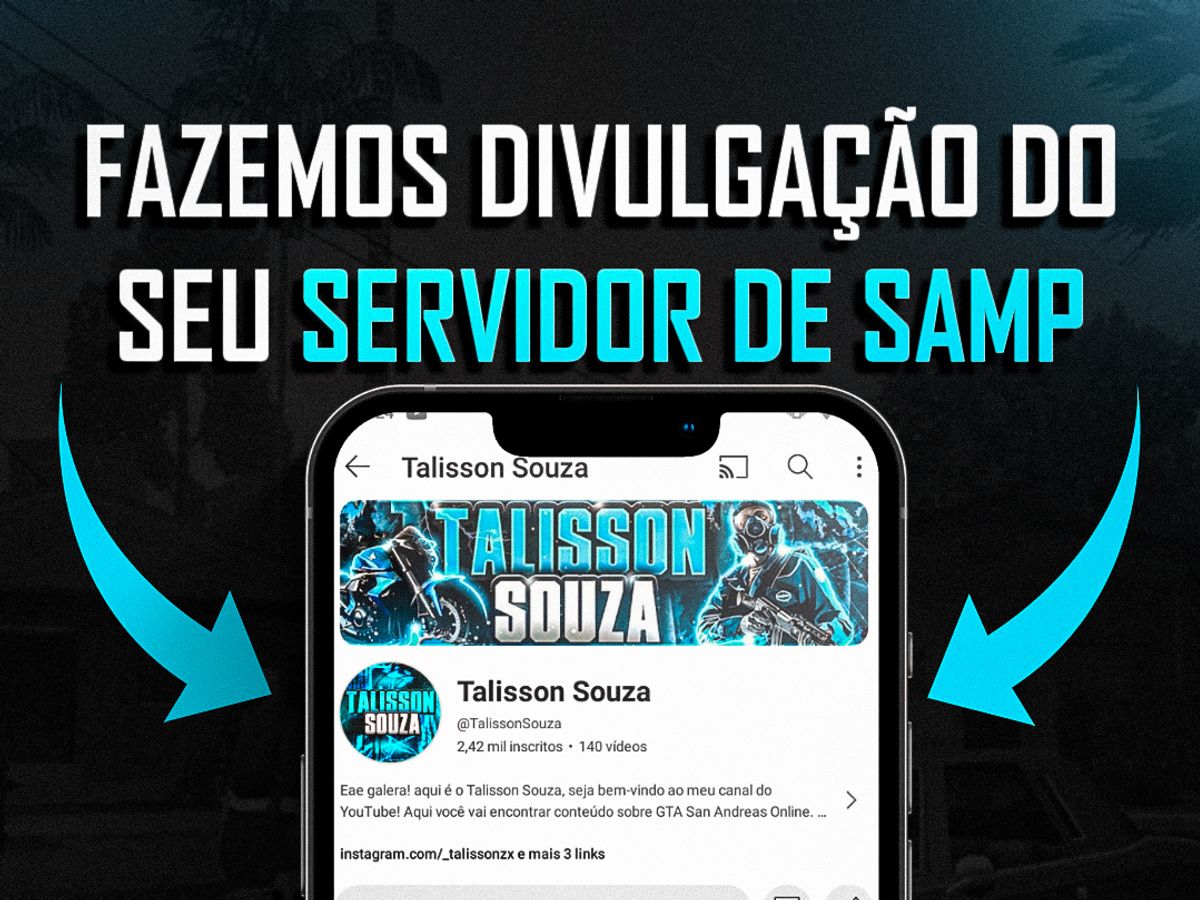 FAZEMOS DIVULGAÇÃO DO
SEU SERVIDOR DE SAMP
Talisson Souza
TALISSON
SOUZA
TALISSON
SOUZA
Talisson Souza
@TalissonSouza
2,42 mil inscritos • 140 vídeos
Eae galera! aqui é o Talisson Souza, seja bem-vindo ao meu canal do
YouTube! Aqui você vai encontrar conteúdo sobre GTA San Andreas Online. ...
instagram.com/_talissonzx e mais 3 links